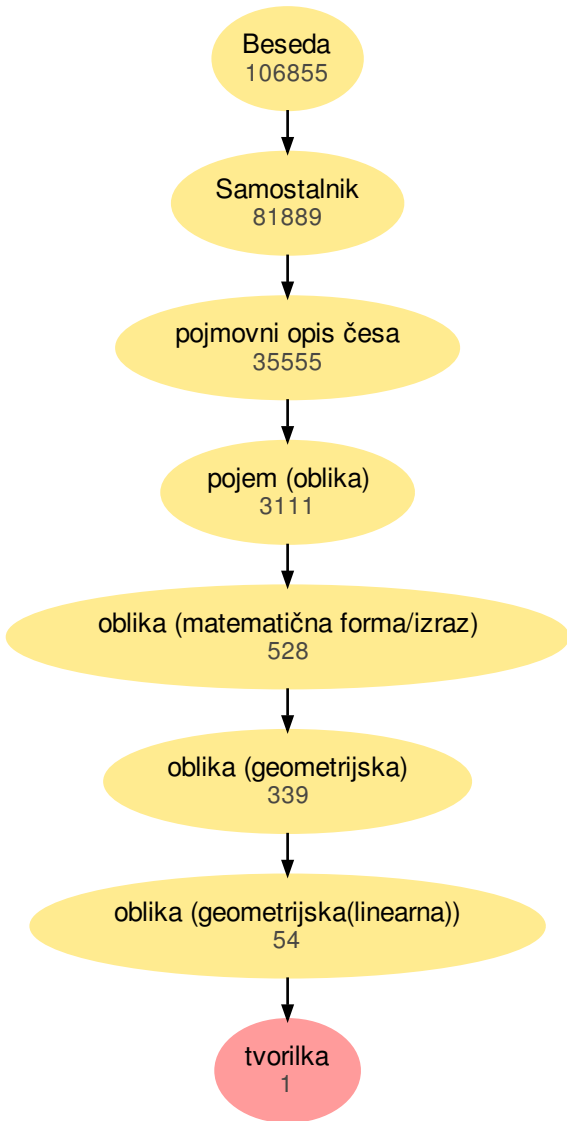 Beseda
106855
Samostalnik
81889
pojmovni opis česa
35555
pojem (oblika)
3111
oblika (matematična forma/izraz)
528
oblika (geometrijska)
339
oblika (geometrijska(linearna))
54
tvorilka
1